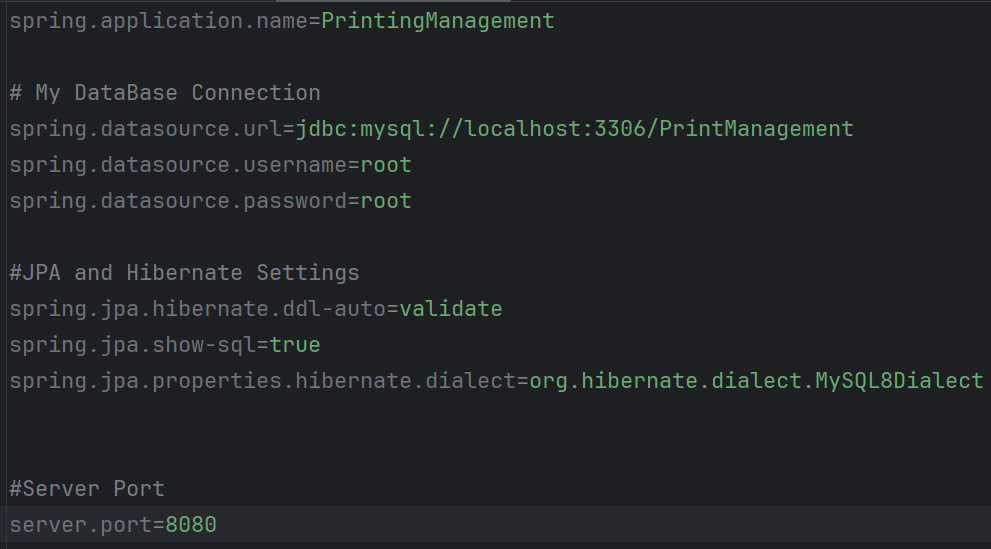 spring.application.name=PrintingManagement
# My DataBase Connection
spring.datasource.url=jdbc:mysql://localhost:3306/PrintManagement
spring.datasource.username=root
spring.datasource.password=root
#JPA and Hibernate Settings
spring.jpa.hibernate.ddl-auto=validate
spring.jpa.show-sql=true
spring.jpa.properties.hibernate.dialect=org.hibernate.dialect.MySQL8Dialect
#Server Port
server.port=8080